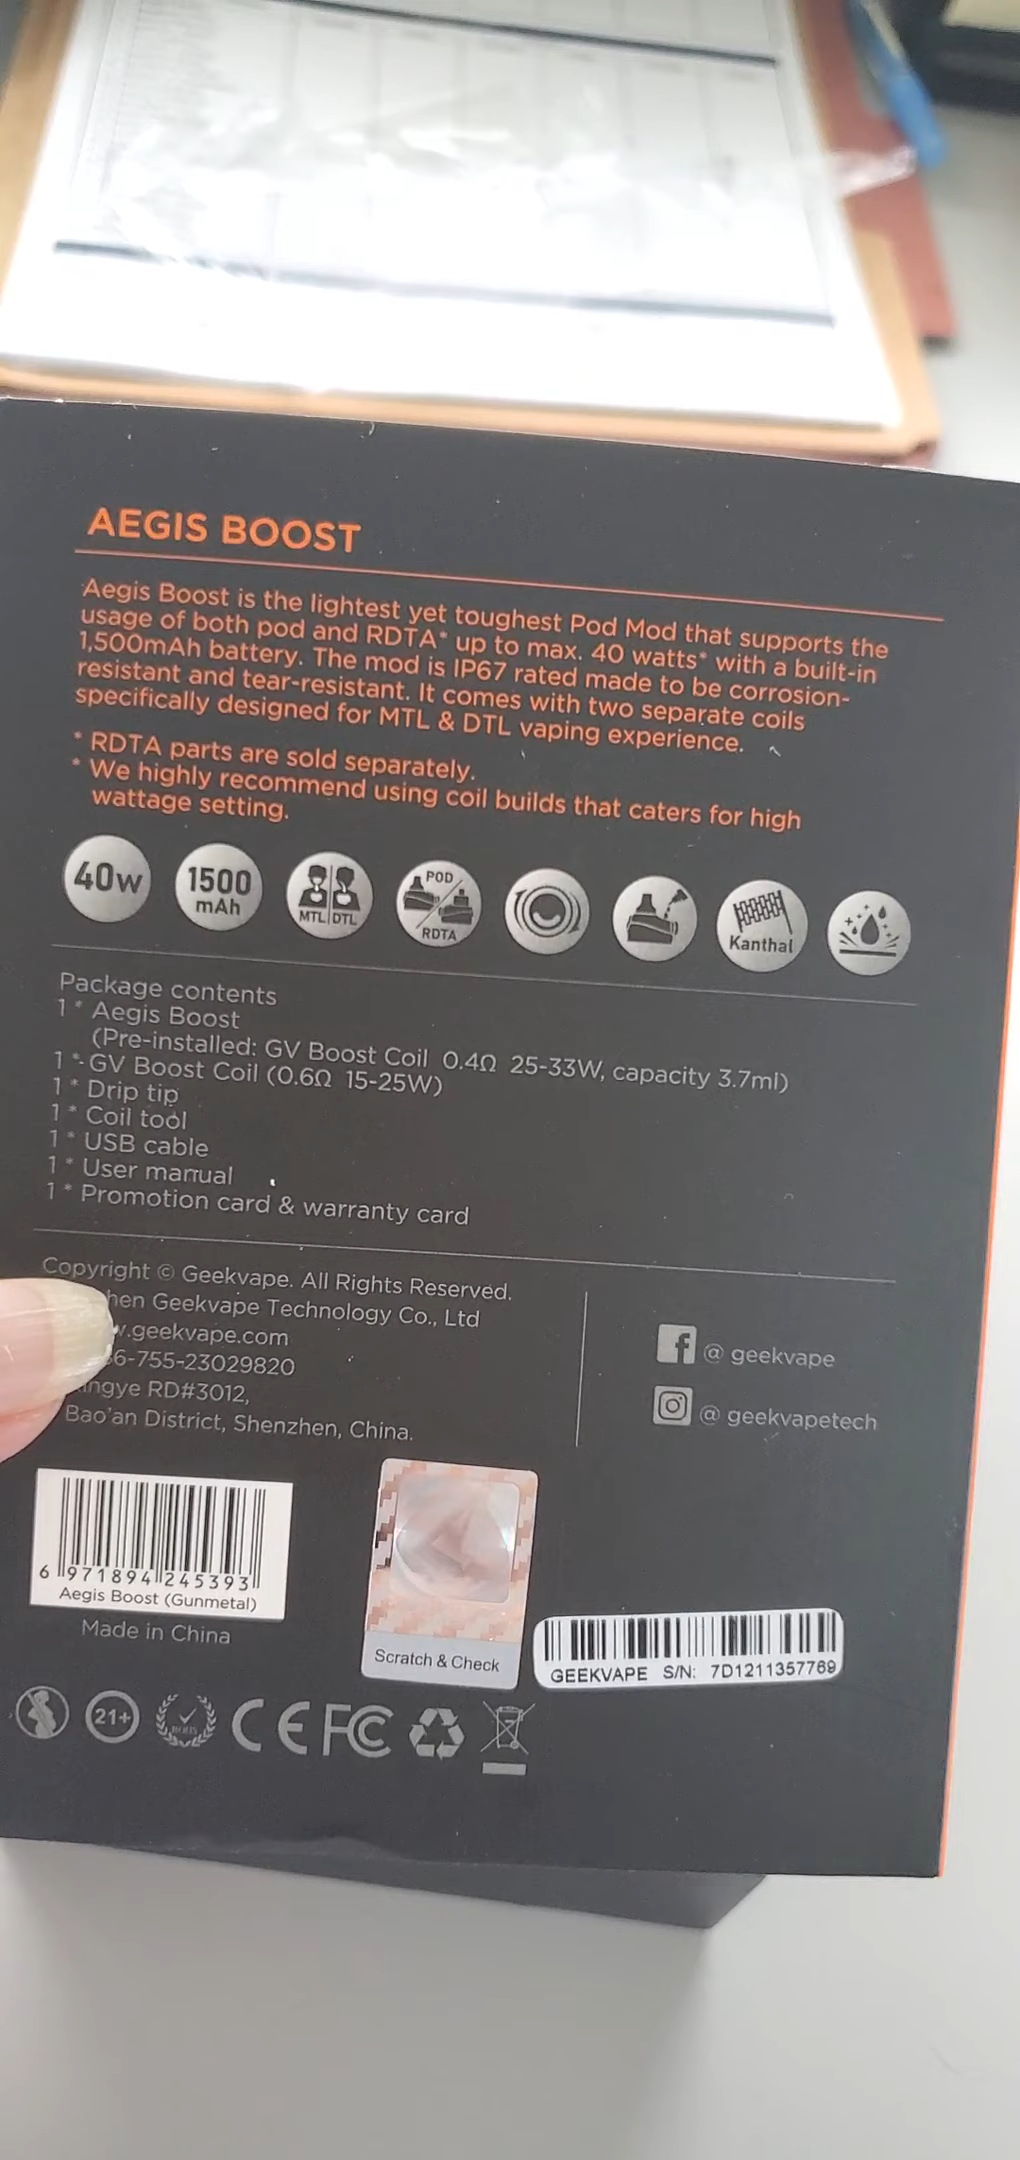 AEGIS BOOST
Aegis Boost is the lightest yet toughest Pod Mod that supports the
usage of both pod and RDTA* up to max. 40 watts* with a built-in
1,500mAh battery. The mod is IP67 rated made to be corrosion-
resistant and tear-resistant. It comes with two separate coils
specifically designed for MTL & DTL vaping experience.
* RDTA parts are sold separately.
* We highly recommend using coil builds that caters for high
wattage setting.
40w
1500
mAh
MTL DTL
POD
RDTA
Kanthal
Package contents
1 * Aegis Boost
(Pre-installed: GV Boost Coil 0.4Ω 25-33W, capacity 3.7ml)
1 * GV Boost Coil (0.6Ω 15-25W)
1 * Drip tip
1 * Coil tool
1 * USB cable
1 * User manual
1 * Promotion card & warranty card
Copyright © Geekvape. All Rights Reserved.
hen Geekvape Technology Co., Ltd
.geekvape.com
6-755-23029820
ngye RD#3012,
Bao'an District, Shenzhen, China.
@ geekvape
@ geekvapetech
6 971894 245393
Aegis Boost (Gunmetal)
Made in China
Scratch & Check
GEEKVAPE S/N: 7D1211357769
21+
CE FC